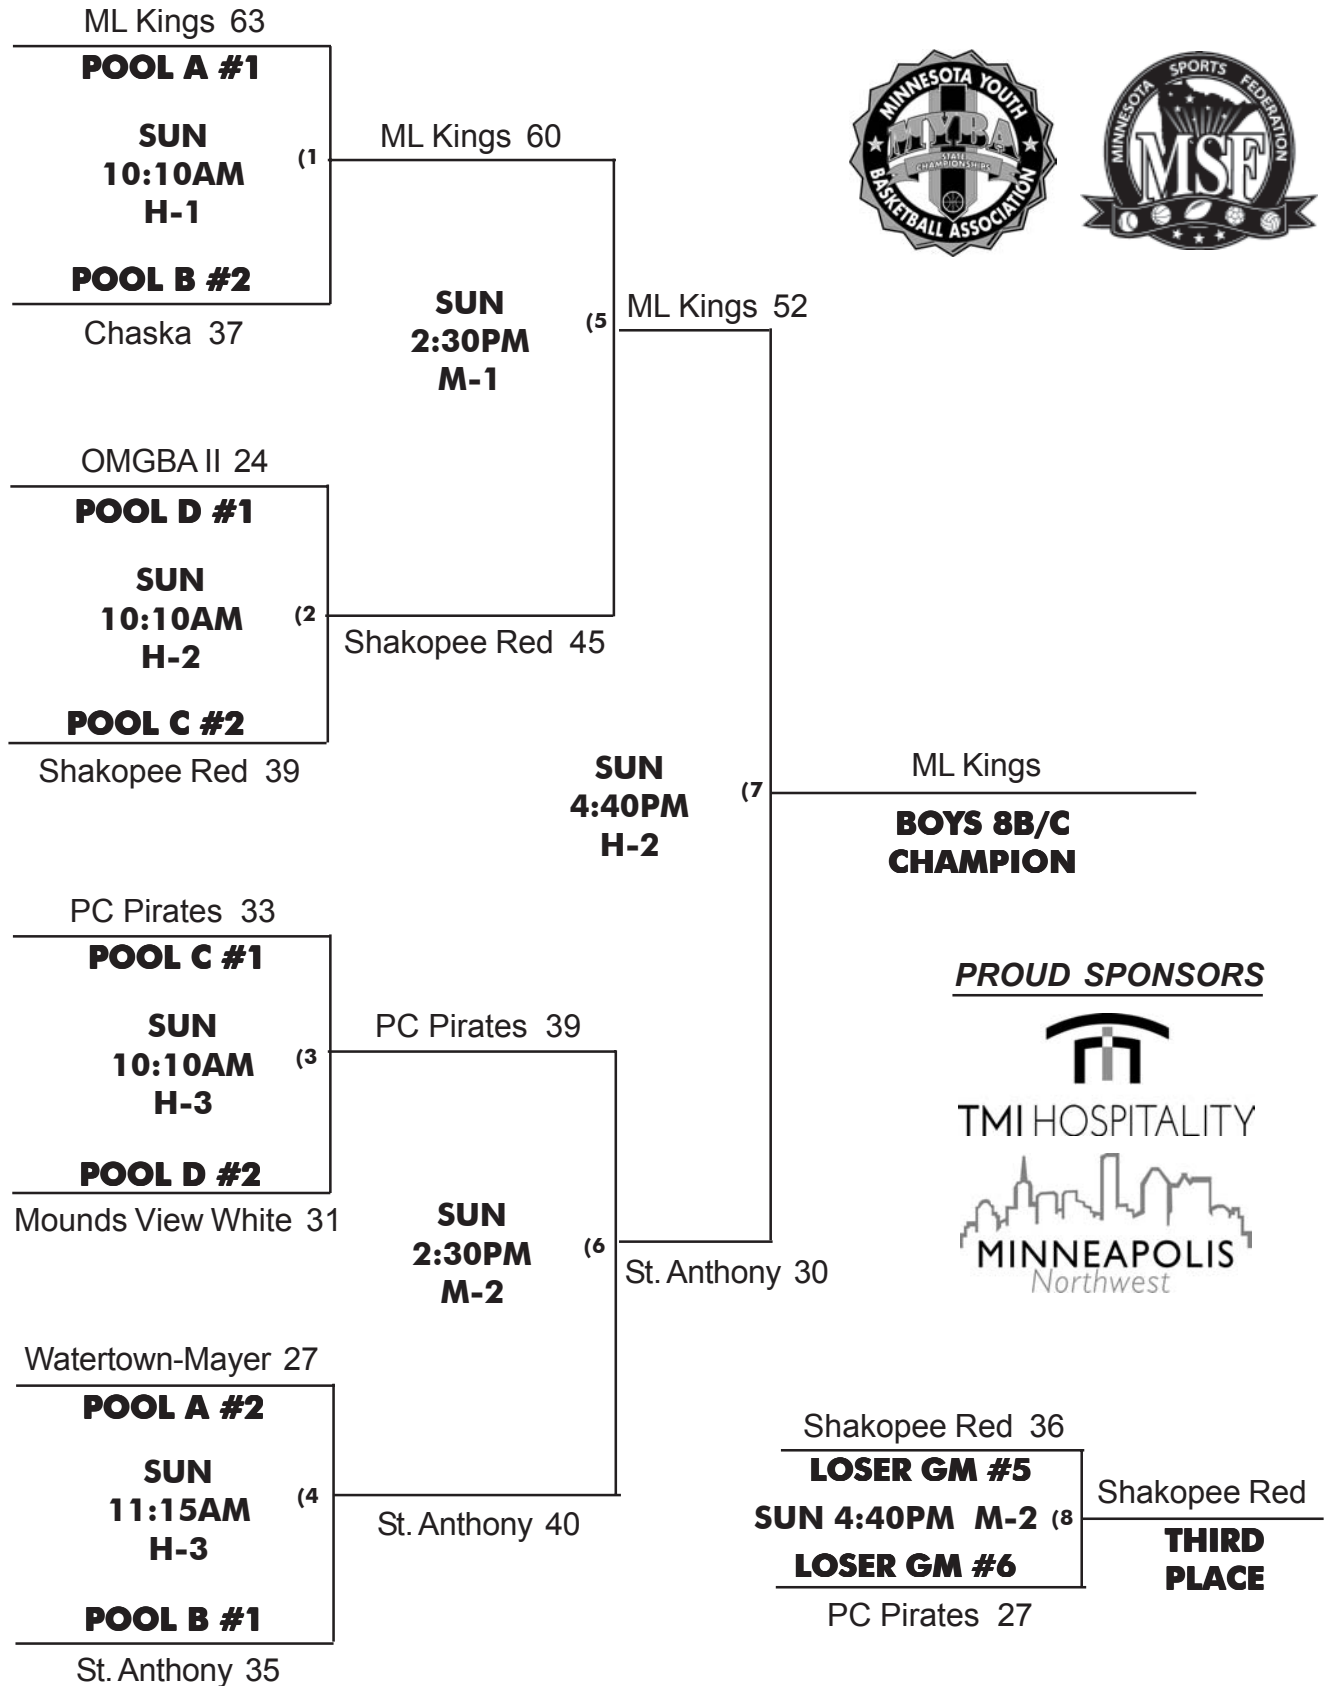 ML Kings 63
POOL A #1
SUN
10:10AM
H-1
(1
POOL B #2
Chaska 37
ML Kings 60
SUN
2:30PM
M-1
(5
ML Kings 52
OMGBA II 24
POOL D #1
SUN
10:10AM
H-2
(2
POOL C #2
Shakopee Red 39
Shakopee Red 45
SUN
4:40PM
H-2
(7
ML Kings
BOYS 8B/C
CHAMPION
PC Pirates 33
POOL C #1
SUN
10:10AM
H-3
(3
POOL D #2
Mounds View White 31
PC Pirates 39
SUN
2:30PM
M-2
(6
St. Anthony 30
Watertown-Mayer 27
POOL A #2
SUN
11:15AM
H-3
(4
POOL B #1
St. Anthony 35
St. Anthony 40
MINNESOTA YOUTH
MYBA
STATE
CHAMPIONSHIPS
BASKETBALL ASSOCIATION
MINNESOTA SPORTS FEDERATION
MSF
PROUD SPONSORS
TMI HOSPITALITY
MINNEAPOLIS
Northwest
Shakopee Red 36
LOSER GM #5
SUN 4:40PM M-2 (8
LOSER GM #6
PC Pirates 27
Shakopee Red
THIRD
PLACE